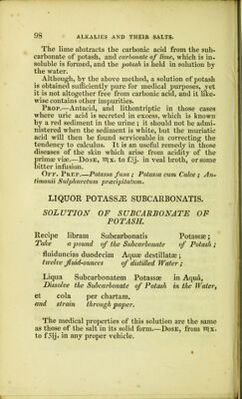 98 ALKALIES AND THEIR SALTS.
The lime abstracts the carbonic acid from the sub-
carbonate of potash, and carbonate of lime, which is in-
soluble is formed, and the potash is held in solution by
the water.
Although, by the above method, a solution of potash
is obtained sufficiently pure for medical purposes, yet
it is not altogether free from carbonic acid, and it like-
wise contains other impurities.
PROP.—Antacid, and lithontriptic in those cases
where uric acid is secreted in excess, which is known
by a red sediment in the urine; it should not be admi-
nistered when the sediment is white, but the muriatic
acid will then be found serviceable in correcting the
tendency to calculus. It is an useful remedy in those
diseases of the skin which arise from acidity of the
primæ viæ.—DOSE, ♏x. to fʒj. in veal broth, or some
bitter infusion.
OFF. PREP.—Potassa fusa; Potassa cum Calce; An-
timonii Sulphuretum præcipitatum.
LIQUOR POTASSÆ SUBCARBONATIS.
SOLUTION OF SUBCARBONATE OF
POTASH.
Recipe libram Subcarbonatis Potassæ;
Take a pound of the Subcarbonate of Potash;
fluiduncias duodecim Aquæ destillatæ;
twelve fluid-ounces of distilled Water;
Liqua Subcarbonatem Potassæ in Aquâ,
Dissolve the Subcarbonate of Potash in the Water,
et cola per chartam.
and strain through paper.
The medical properties of this solution are the same
as those of the salt in its solid form.—DOSE, from ♏x.
to fʒij. in any proper vehicle.